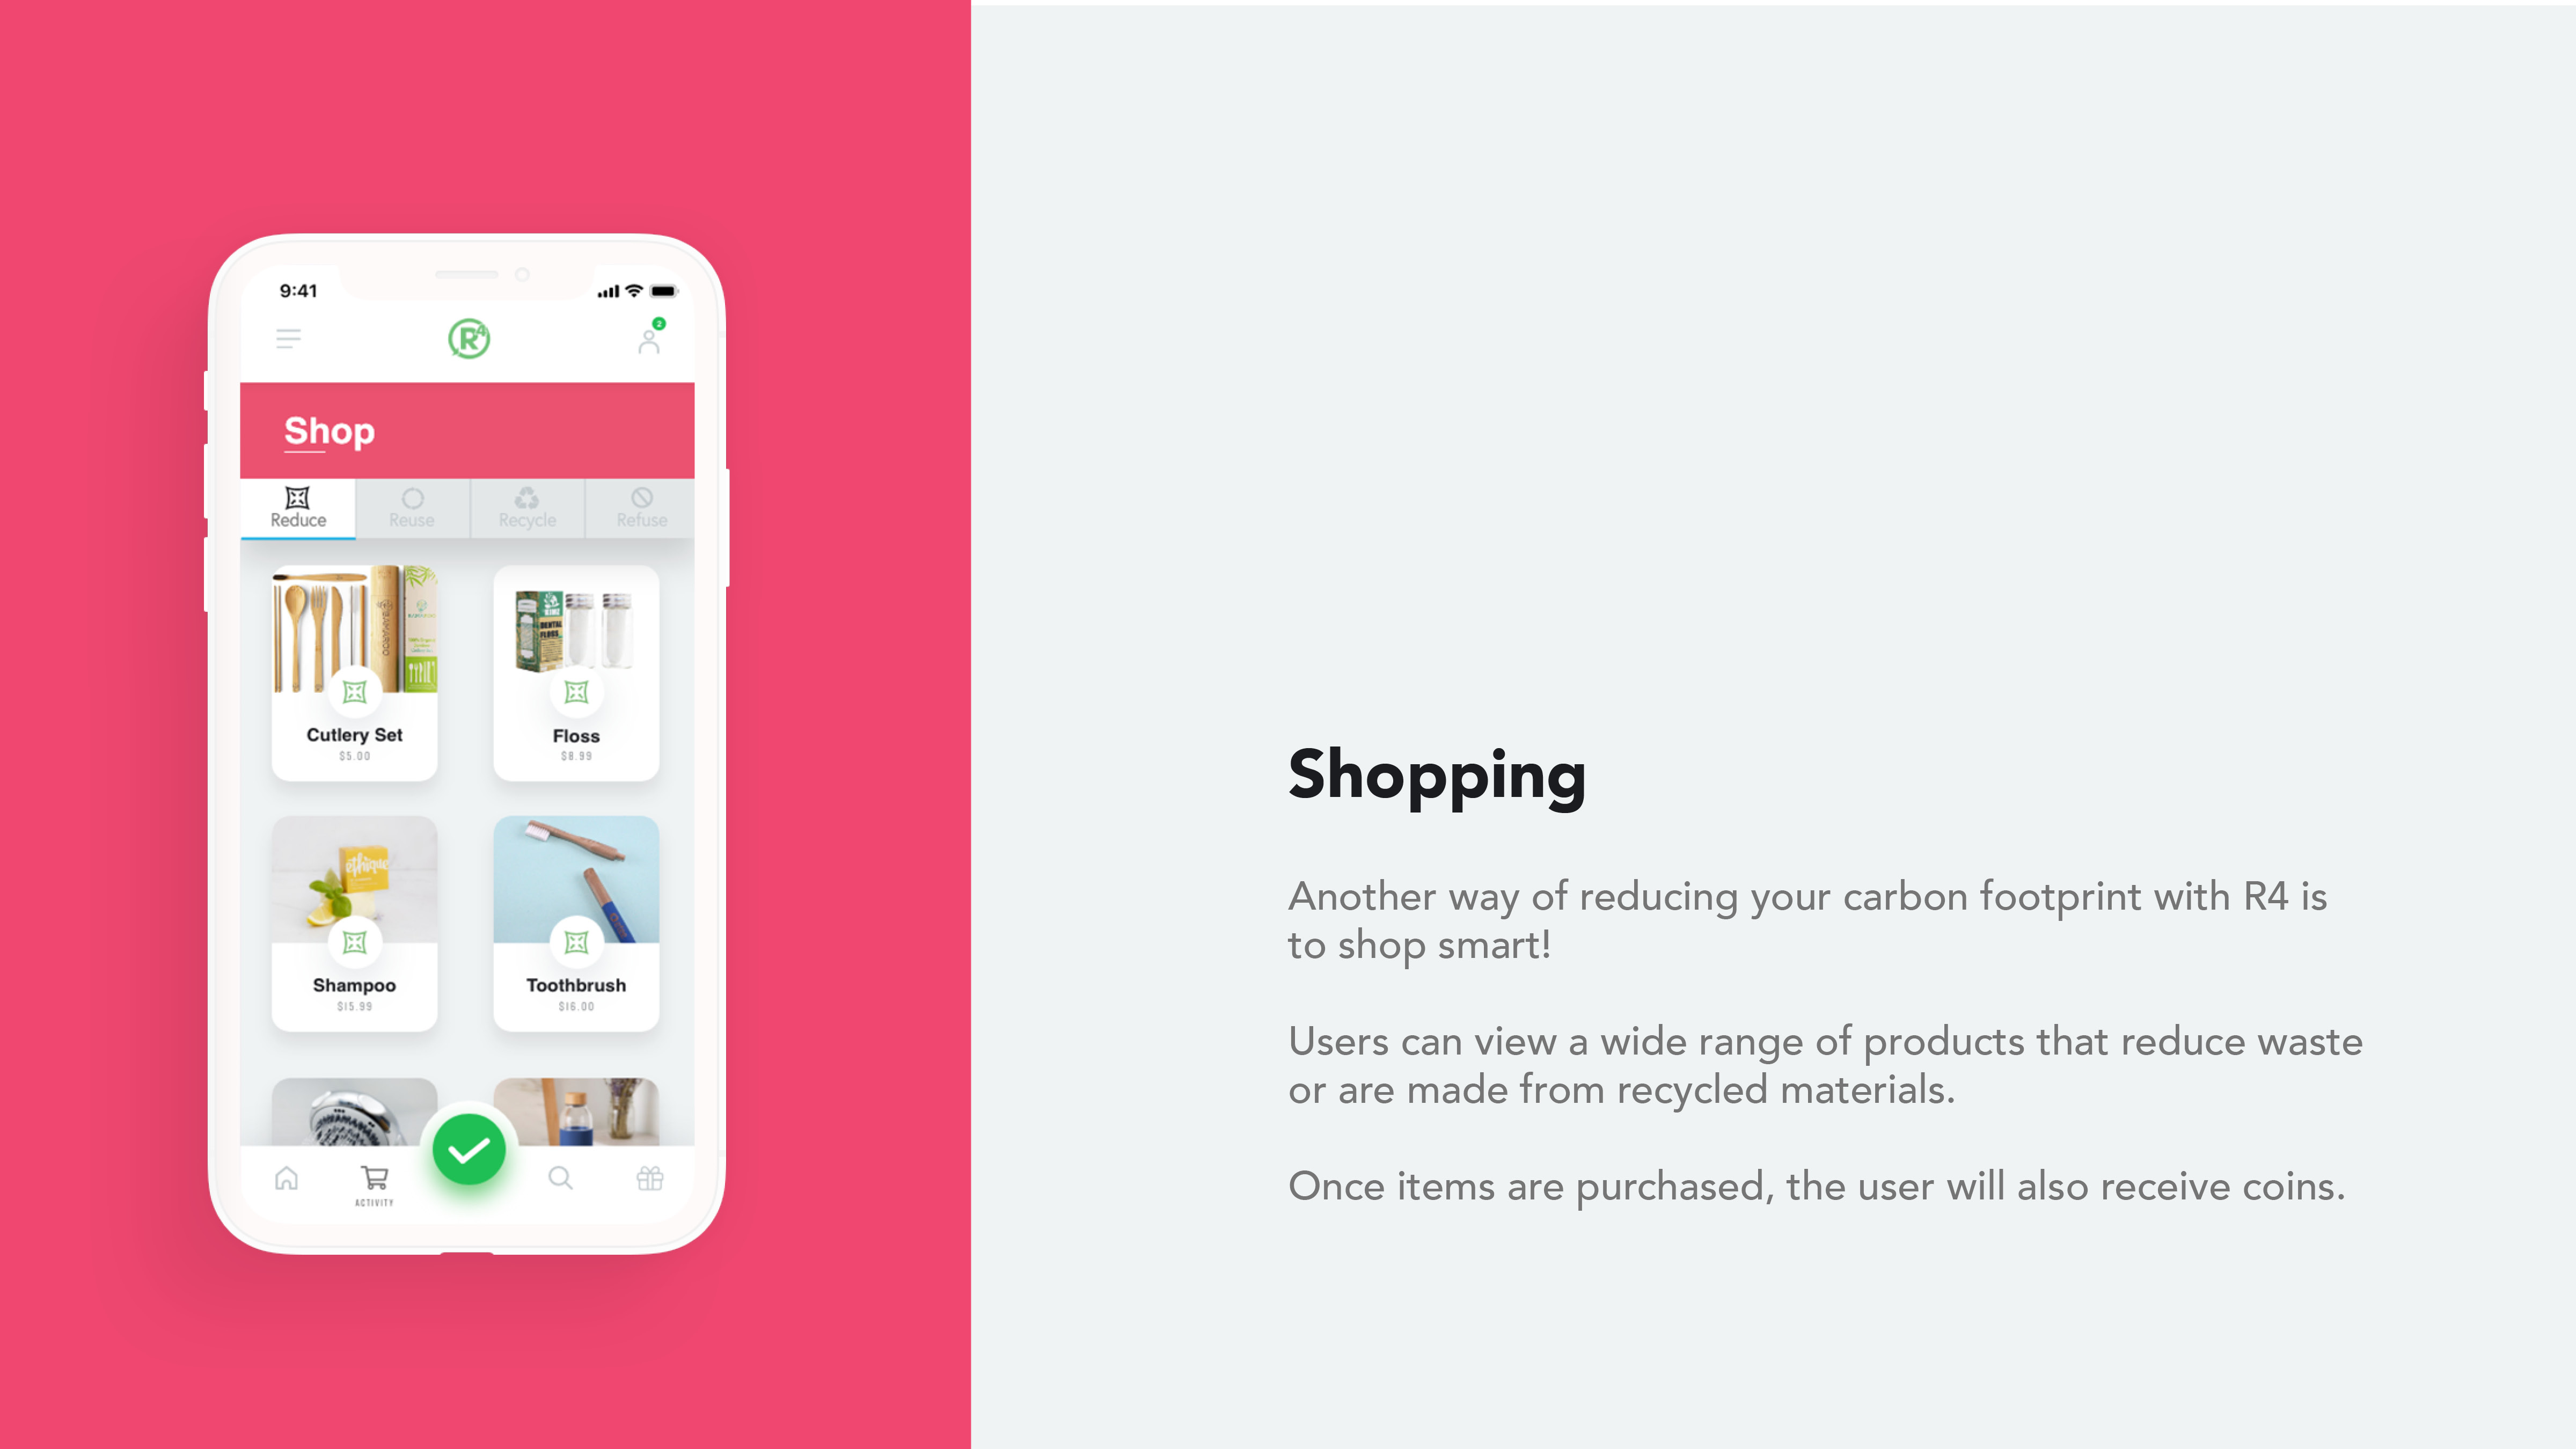 9:41
R4
2
Shop
Reduce
Reuse
Recycle
Refuse
DENTAL
FLOSS
Cutlery Set
$5.00
Floss
$8.99
ethique
Shampoo
$15.99
Toothbrush
$16.00
ACTIVITY
Shopping
Another way of reducing your carbon footprint with R4 is
to shop smart!
Users can view a wide range of products that reduce waste
or are made from recycled materials.
Once items are purchased, the user will also receive coins.